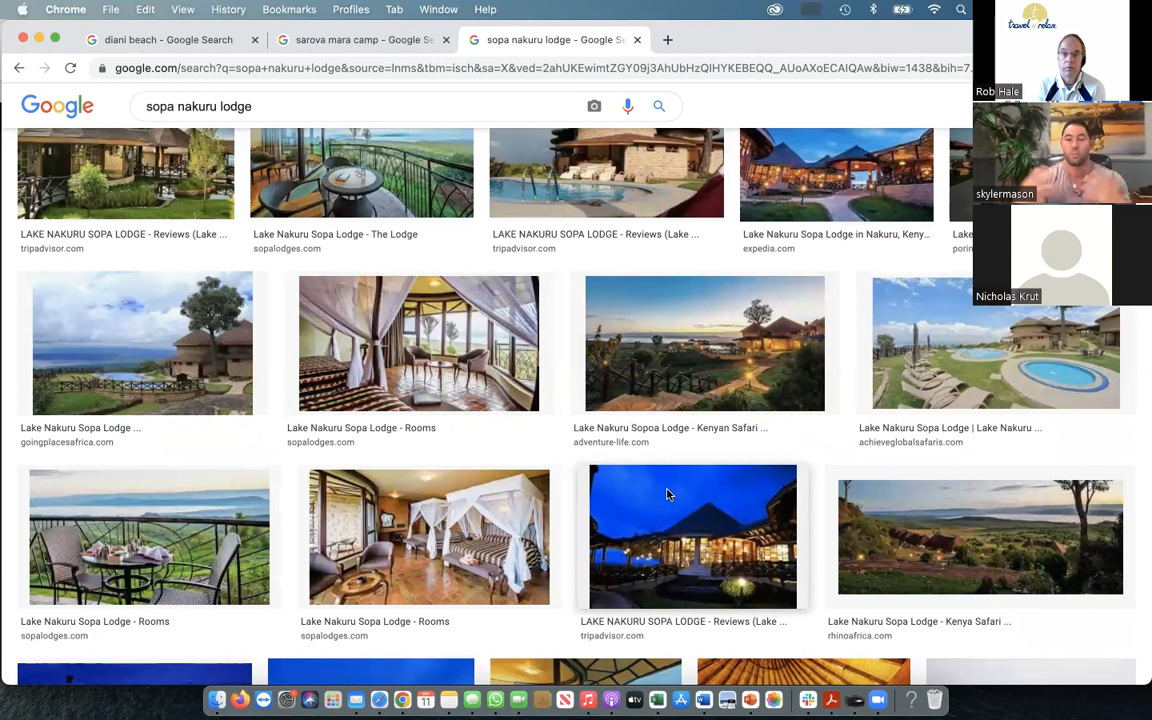 Chrome File Edit View History Bookmarks Profiles Tab Window Help
diani beach - Google Search
sarova mara camp - Google Se
sopa nakuru lodge - Google Se
google.com/search?q=sopa+nakuru+lodge&source=lnms&tbm=isch&sa=X&ved=2ahUKEwimtZGY09j3AhUbHzQIHYKEBEQQ_AUoAXoECAIQAw&biw=1438&bih=7.
Google
sopa nakuru lodge
travel n relax
Rob Hale
skylermason
Nicholas Krut
LAKE NAKURU SOPA LODGE - Reviews (Lake ...
tripadvisor.com
Lake Nakuru Sopa Lodge - The Lodge
sopalodges.com
LAKE NAKURU SOPA LODGE - Reviews (Lake ...
tripadvisor.com
Lake Nakuru Sopa Lodge in Nakuru, Keny...
expedia.com
Lake
porin
Lake Nakuru Sopa Lodge ...
goingplacesafrica.com
Lake Nakuru Sopa Lodge - Rooms
sopalodges.com
Lake Nakuru Sopoa Lodge - Kenyan Safari ...
adventure-life.com
Lake Nakuru Sopa Lodge | Lake Nakuru ...
achieveglobalsafaris.com
Lake Nakuru Sopa Lodge - Rooms
sopalodges.com
Lake Nakuru Sopa Lodge - Rooms
sopalodges.com
LAKE NAKURU SOPA LODGE - Reviews (Lake ...
tripadvisor.com
Lake Nakuru Sopa Lodge - Kenya Safari ...
rhinoafrica.com
11
tv